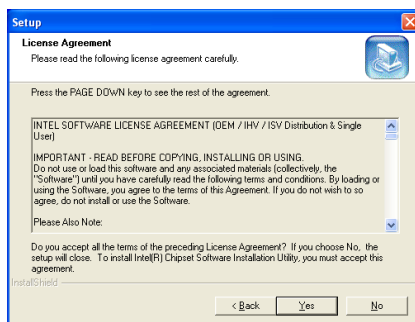 Setup
License Agreement
Please read the following license agreement carefully.
Press the PAGE DOWN key to see the rest of the agreement.
INTEL SOFTWARE LICENSE AGREEMENT (OEM / IHV / ISV Distribution & Single
User)
IMPORTANT - READ BEFORE COPYING, INSTALLING OR USING.
Do not use or load this software and any associated materials (collectively, the
"Software") until you have carefully read the following terms and conditions. By loading or
using the Software, you agree to the terms of this Agreement. If you do not wish to so
agree, do not install or use the Software.
Please Also Note:
Do you accept all the terms of the preceding License Agreement? If you choose No, the
setup will close. To install Intel(R) Chipset Software Installation Utility, you must accept this
agreement.
InstallShield
< Back Yes No